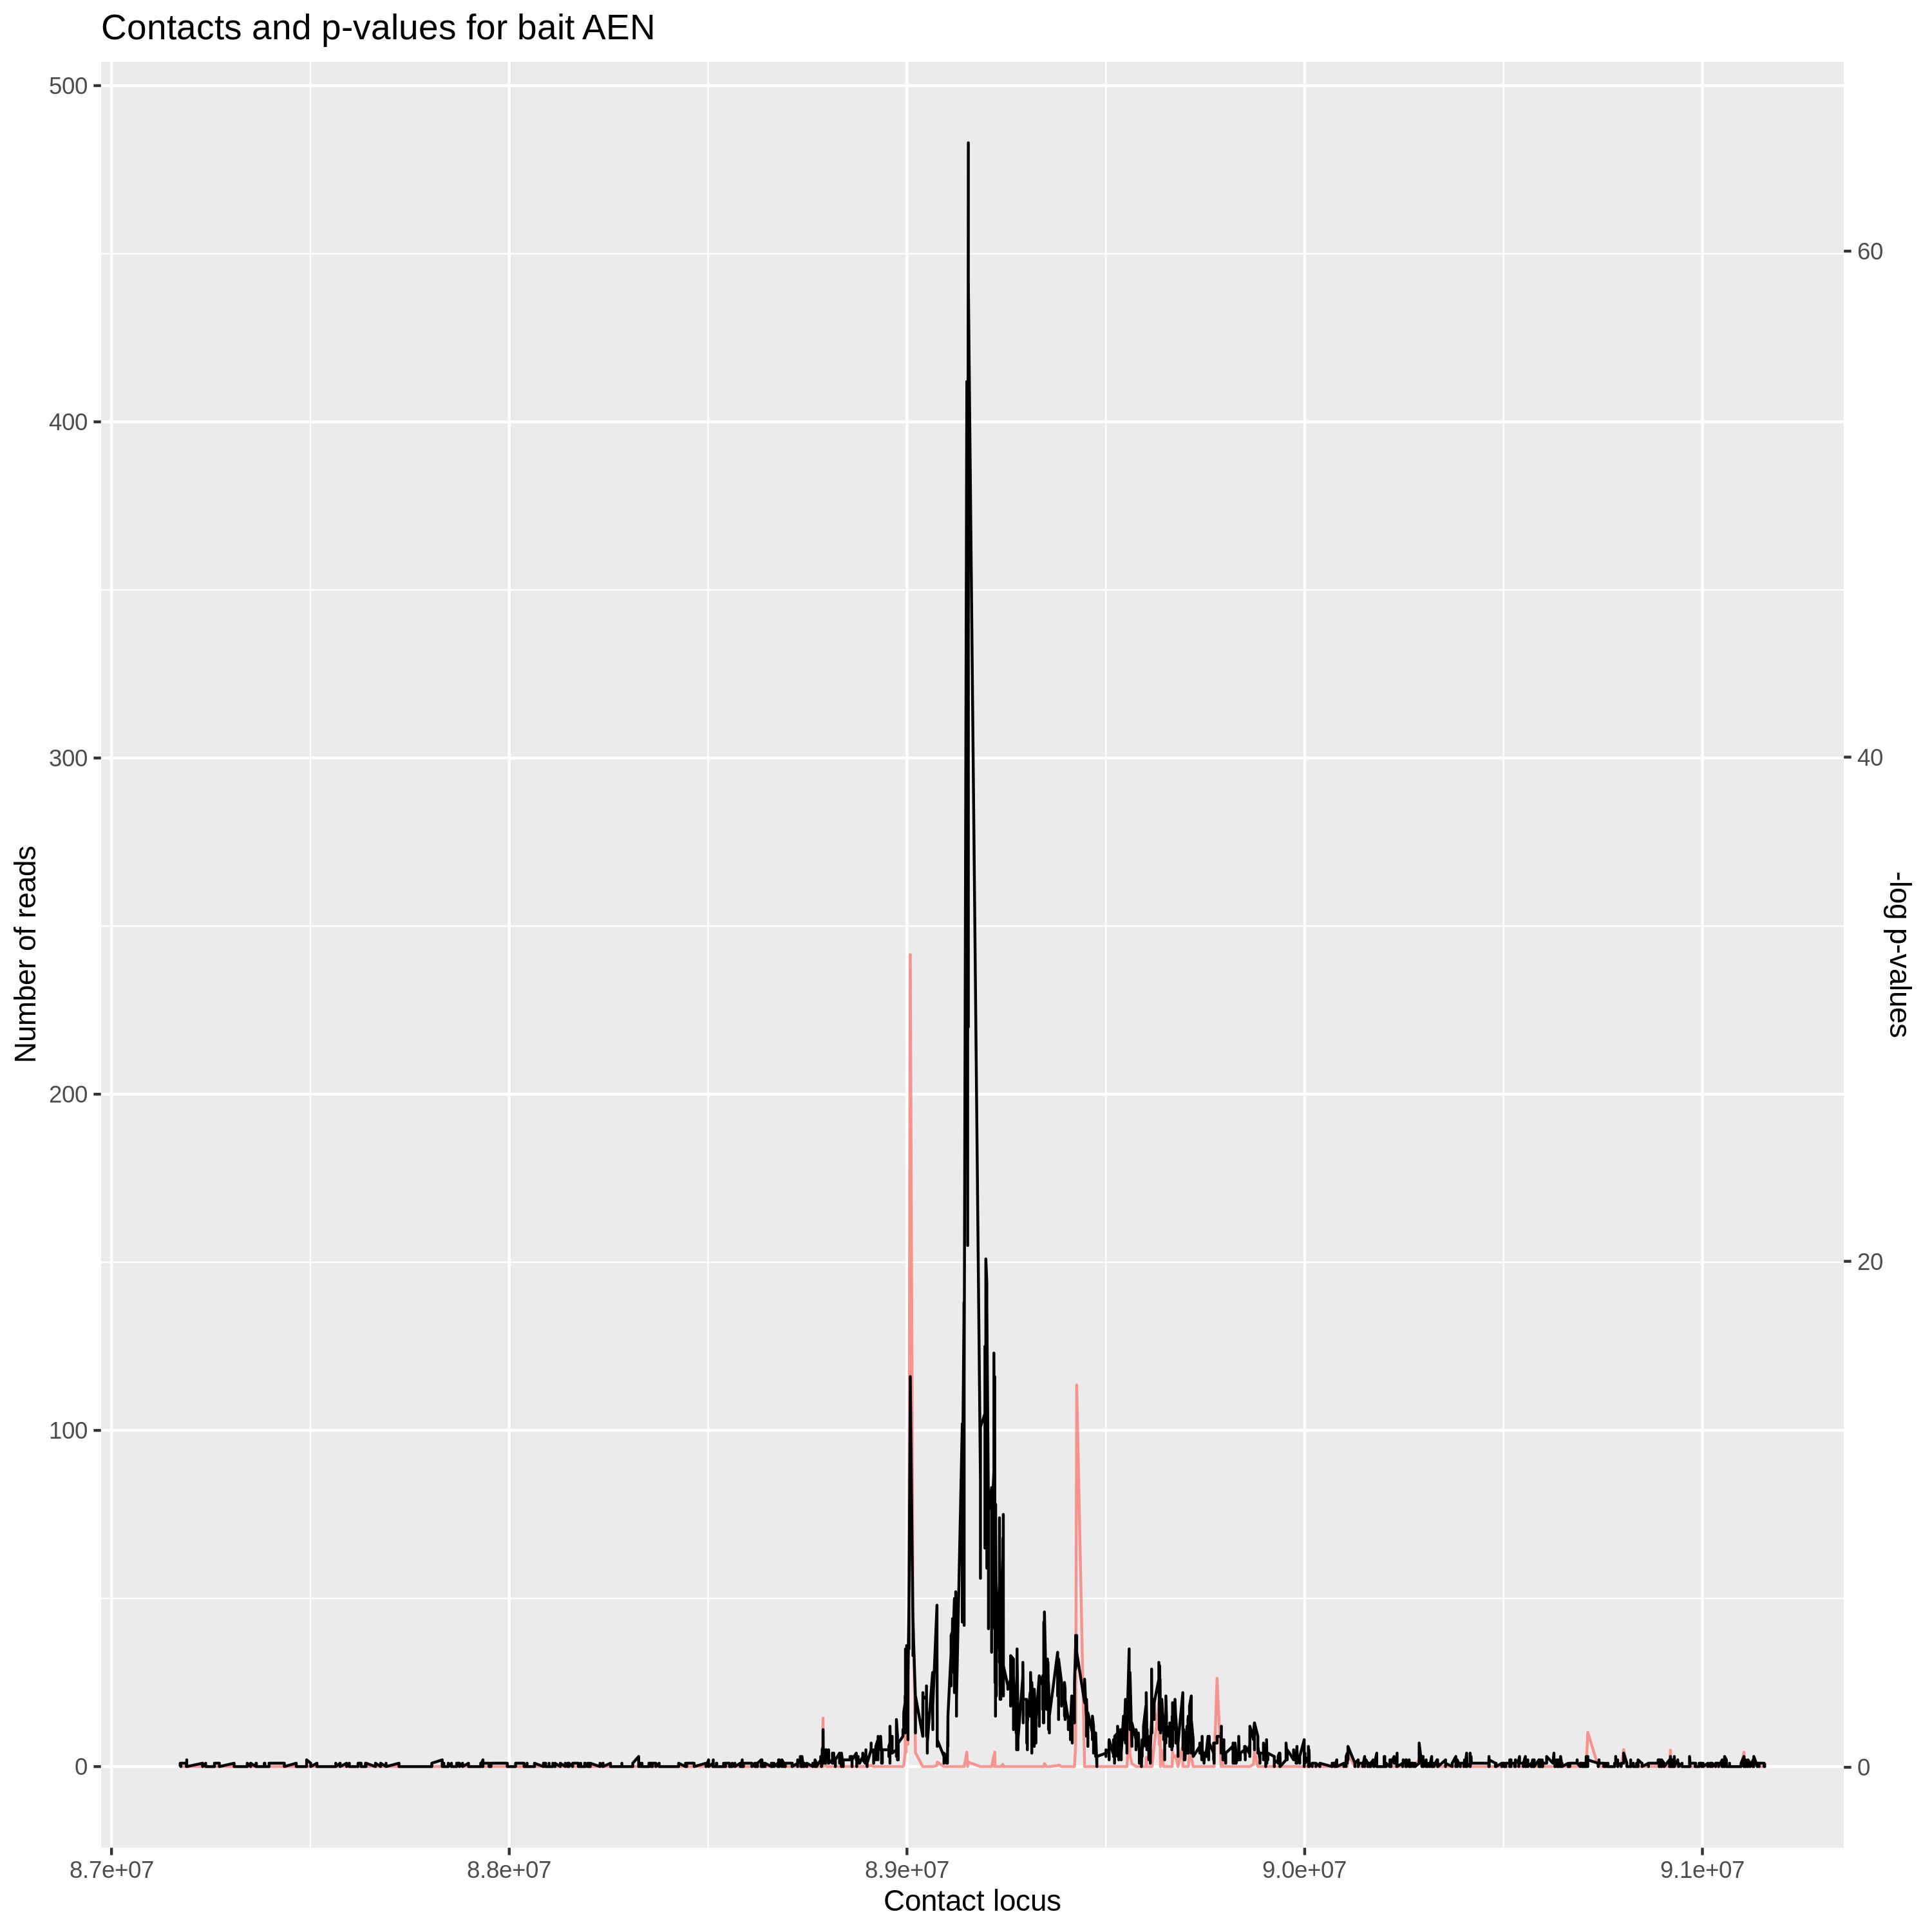 Contacts and p-values for bait AEN
500
400
300
200
100
0
60
40
20
0
Number of reads
-log p-values
8.7e+07
8.8e+07
8.9e+07
9.0e+07
9.1e+07
Contact locus